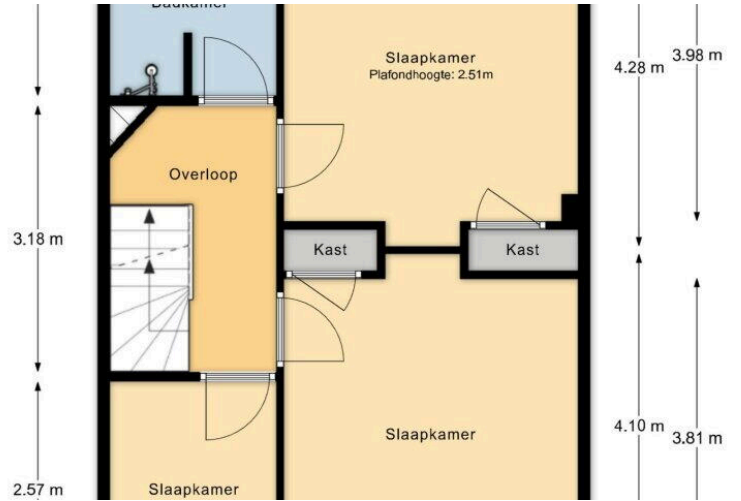 Badkamer
Slaapkamer
Plafondhoogte: 2.51m
4.28 m
3.98 m
Overloop
3.18 m
Kast
Kast
4.10 m
3.81 m
Slaapkamer
2.57 m
Slaapkamer